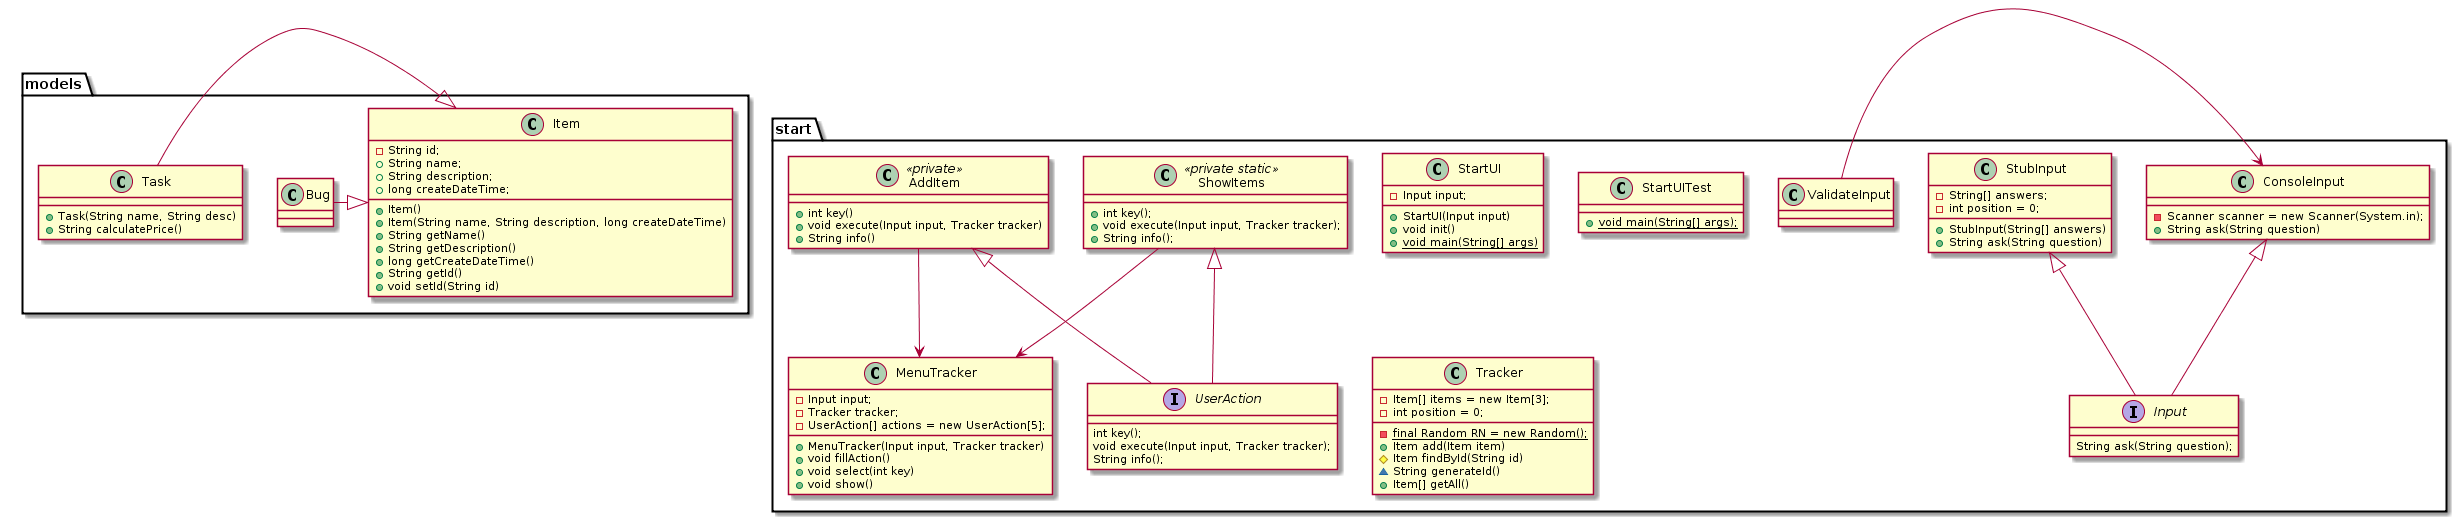 models
C Task
Task(String name, String desc)
String calculatePrice()
C Bug
C Item
String id;
String name;
String description;
long createDateTime;
Item()
Item(String name, String description, long createDateTime)
String getName()
String getDescription()
long getCreateDateTime()
String getId()
void setId(String id)
start
C «private»
AddItem
int key()
void execute(Input input, Tracker tracker)
String info()
C «private static»
ShowItems
int key();
void execute(Input input, Tracker tracker);
String info();
C StartUI
Input input;
StartUI(Input input)
void init()
void main(String[] args)
C StartUITest
void main(String[] args);
C ValidateInput
C StubInput
String[] answers;
int position = 0;
StubInput(String[] answers)
String ask(String question)
C ConsoleInput
Scanner scanner = new Scanner(System.in);
String ask(String question)
C MenuTracker
Input input;
Tracker tracker;
UserAction[] actions = new UserAction[5];
MenuTracker(Input input, Tracker tracker)
void fillAction()
void select(int key)
void show()
I UserAction
int key();
void execute(Input input, Tracker tracker);
String info();
C Tracker
Item[] items = new Item[3];
int position = 0;
final Random RN = new Random();
Item add(Item item)
Item findById(String id)
String generateId()
Item[] getAll()
I Input
String ask(String question);